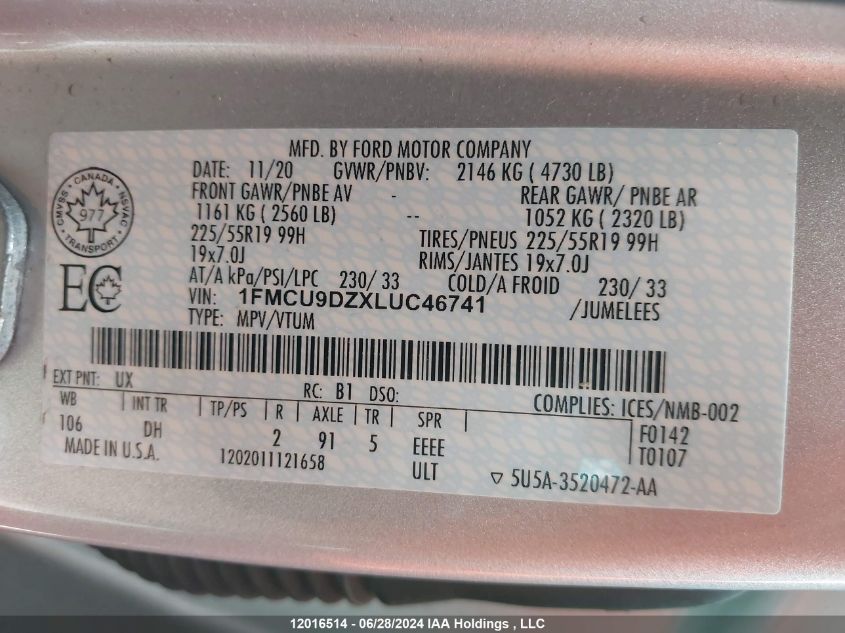 MFD. BY FORD MOTOR COMPANY
DATE: 11/20 GVWR/PNBV: 2146 KG ( 4730 LB)
FRONT GAWR/PNBE AV - REAR GAWR/ PNBE AR
1161 KG ( 2560 LB) -- 1052 KG ( 2320 LB)
225/55R19 99H TIRES/PNEUS 225/55R19 99H
19x7.0J RIMS/JANTES 19x7.0J
AT/A kPa/PSI/LPC 230/ 33 COLD/A FROID 230/ 33
VIN: 1FMCU9DZXLUC46741 /JUMELEES
TYPE: MPV/VTUM
CANADA
CMVSS NSVAC
977
TRANSPORT
EC
EXT PNT: UX RC: B1 DSO: COMPLIES: ICES/NMB-002
WB INT TR TP/PS R AXLE TR SPR F0142
106 DH 2 91 5 EEEE T0107
MADE IN U.S.A. 1202011121658 ULT ▽ 5U5A-3520472-AA
12016514 - 06/28/2024 IAA Holdings , LLC